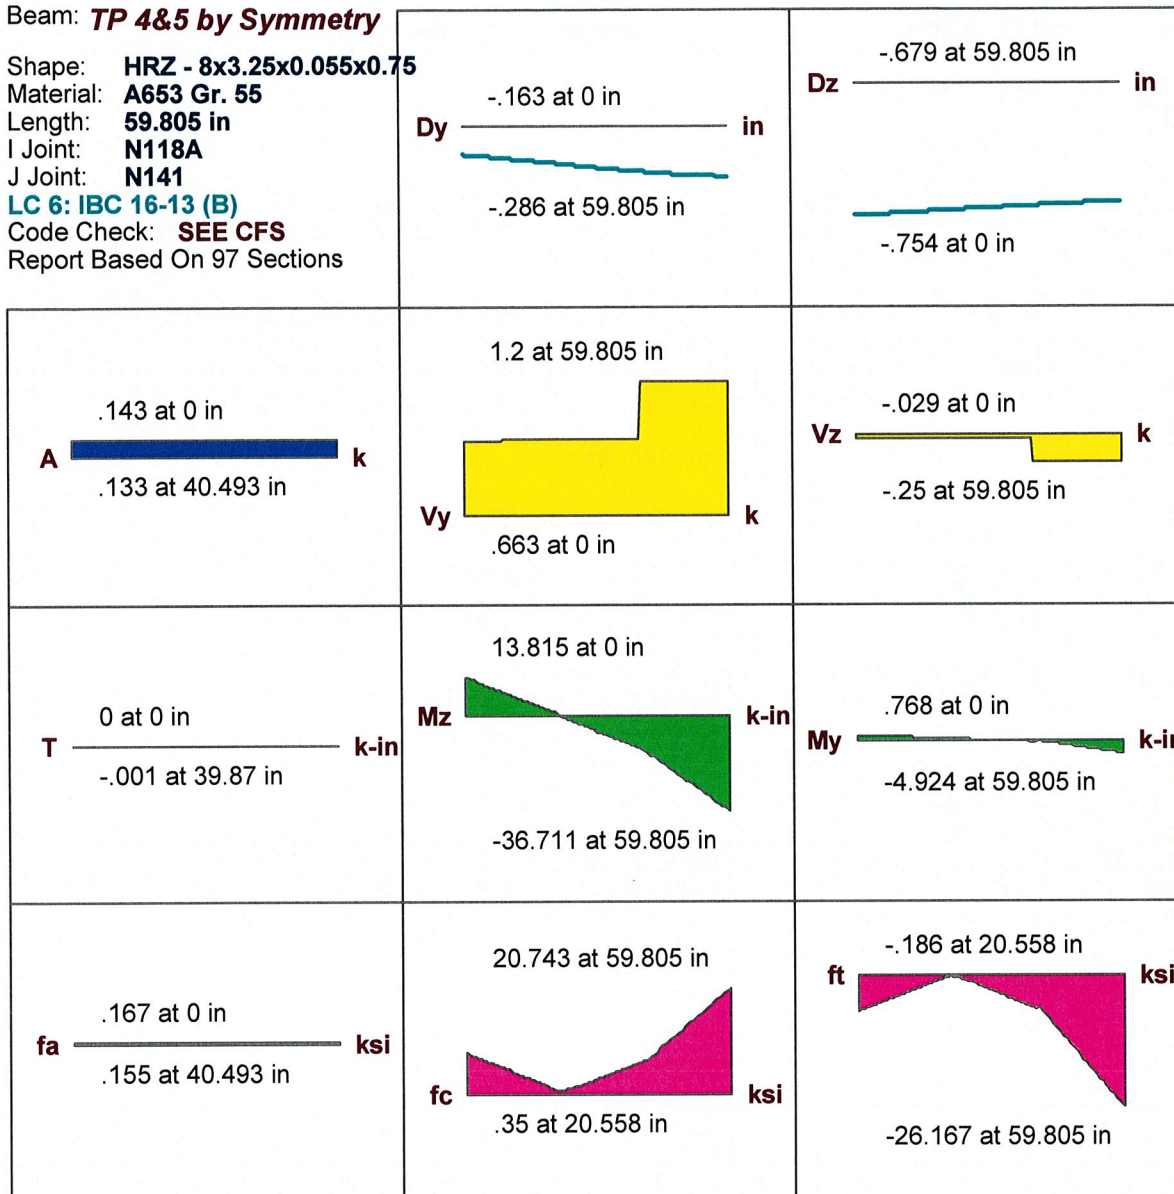 Beam: TP 4&5 by Symmetry
Shape: HRZ - 8x3.25x0.055x0.75
Material: A653 Gr. 55
Length: 59.805 in
I Joint: N118A
J Joint: N141
LC 6: IBC 16-13 (B)
Code Check: SEE CFS
Report Based On 97 Sections
-.163 at 0 in
Dy in
-.286 at 59.805 in
-.679 at 59.805 in
Dz in
-.754 at 0 in
.143 at 0 in
A k
.133 at 40.493 in
1.2 at 59.805 in
Vy k
.663 at 0 in
-.029 at 0 in
Vz k
-.25 at 59.805 in
0 at 0 in
T k-in
-.001 at 39.87 in
13.815 at 0 in
Mz k-in
-36.711 at 59.805 in
.768 at 0 in
My k-in
-4.924 at 59.805 in
.167 at 0 in
fa ksi
.155 at 40.493 in
20.743 at 59.805 in
fc ksi
.35 at 20.558 in
-.186 at 20.558 in
ft ksi
-26.167 at 59.805 in